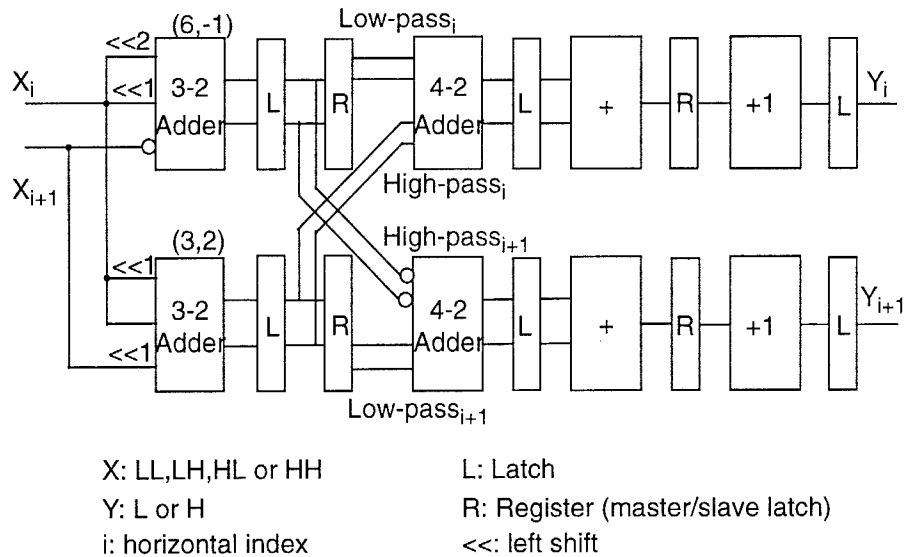 (6,-1)
Low-pass_i
<<2
X_i
<<1
3-2
Adder
L
R
4-2
Adder
L
+
R
+1
L
Y_i
X_{i+1}
High-pass_i
(3,2)
High-pass_{i+1}
<<1
3-2
Adder
<<1
L
R
4-2
Adder
L
+
R
+1
L
Y_{i+1}
Low-pass_{i+1}
X: LL,LH,HL or HH
L: Latch
Y: L or H
R: Register (master/slave latch)
i: horizontal index
<<: left shift